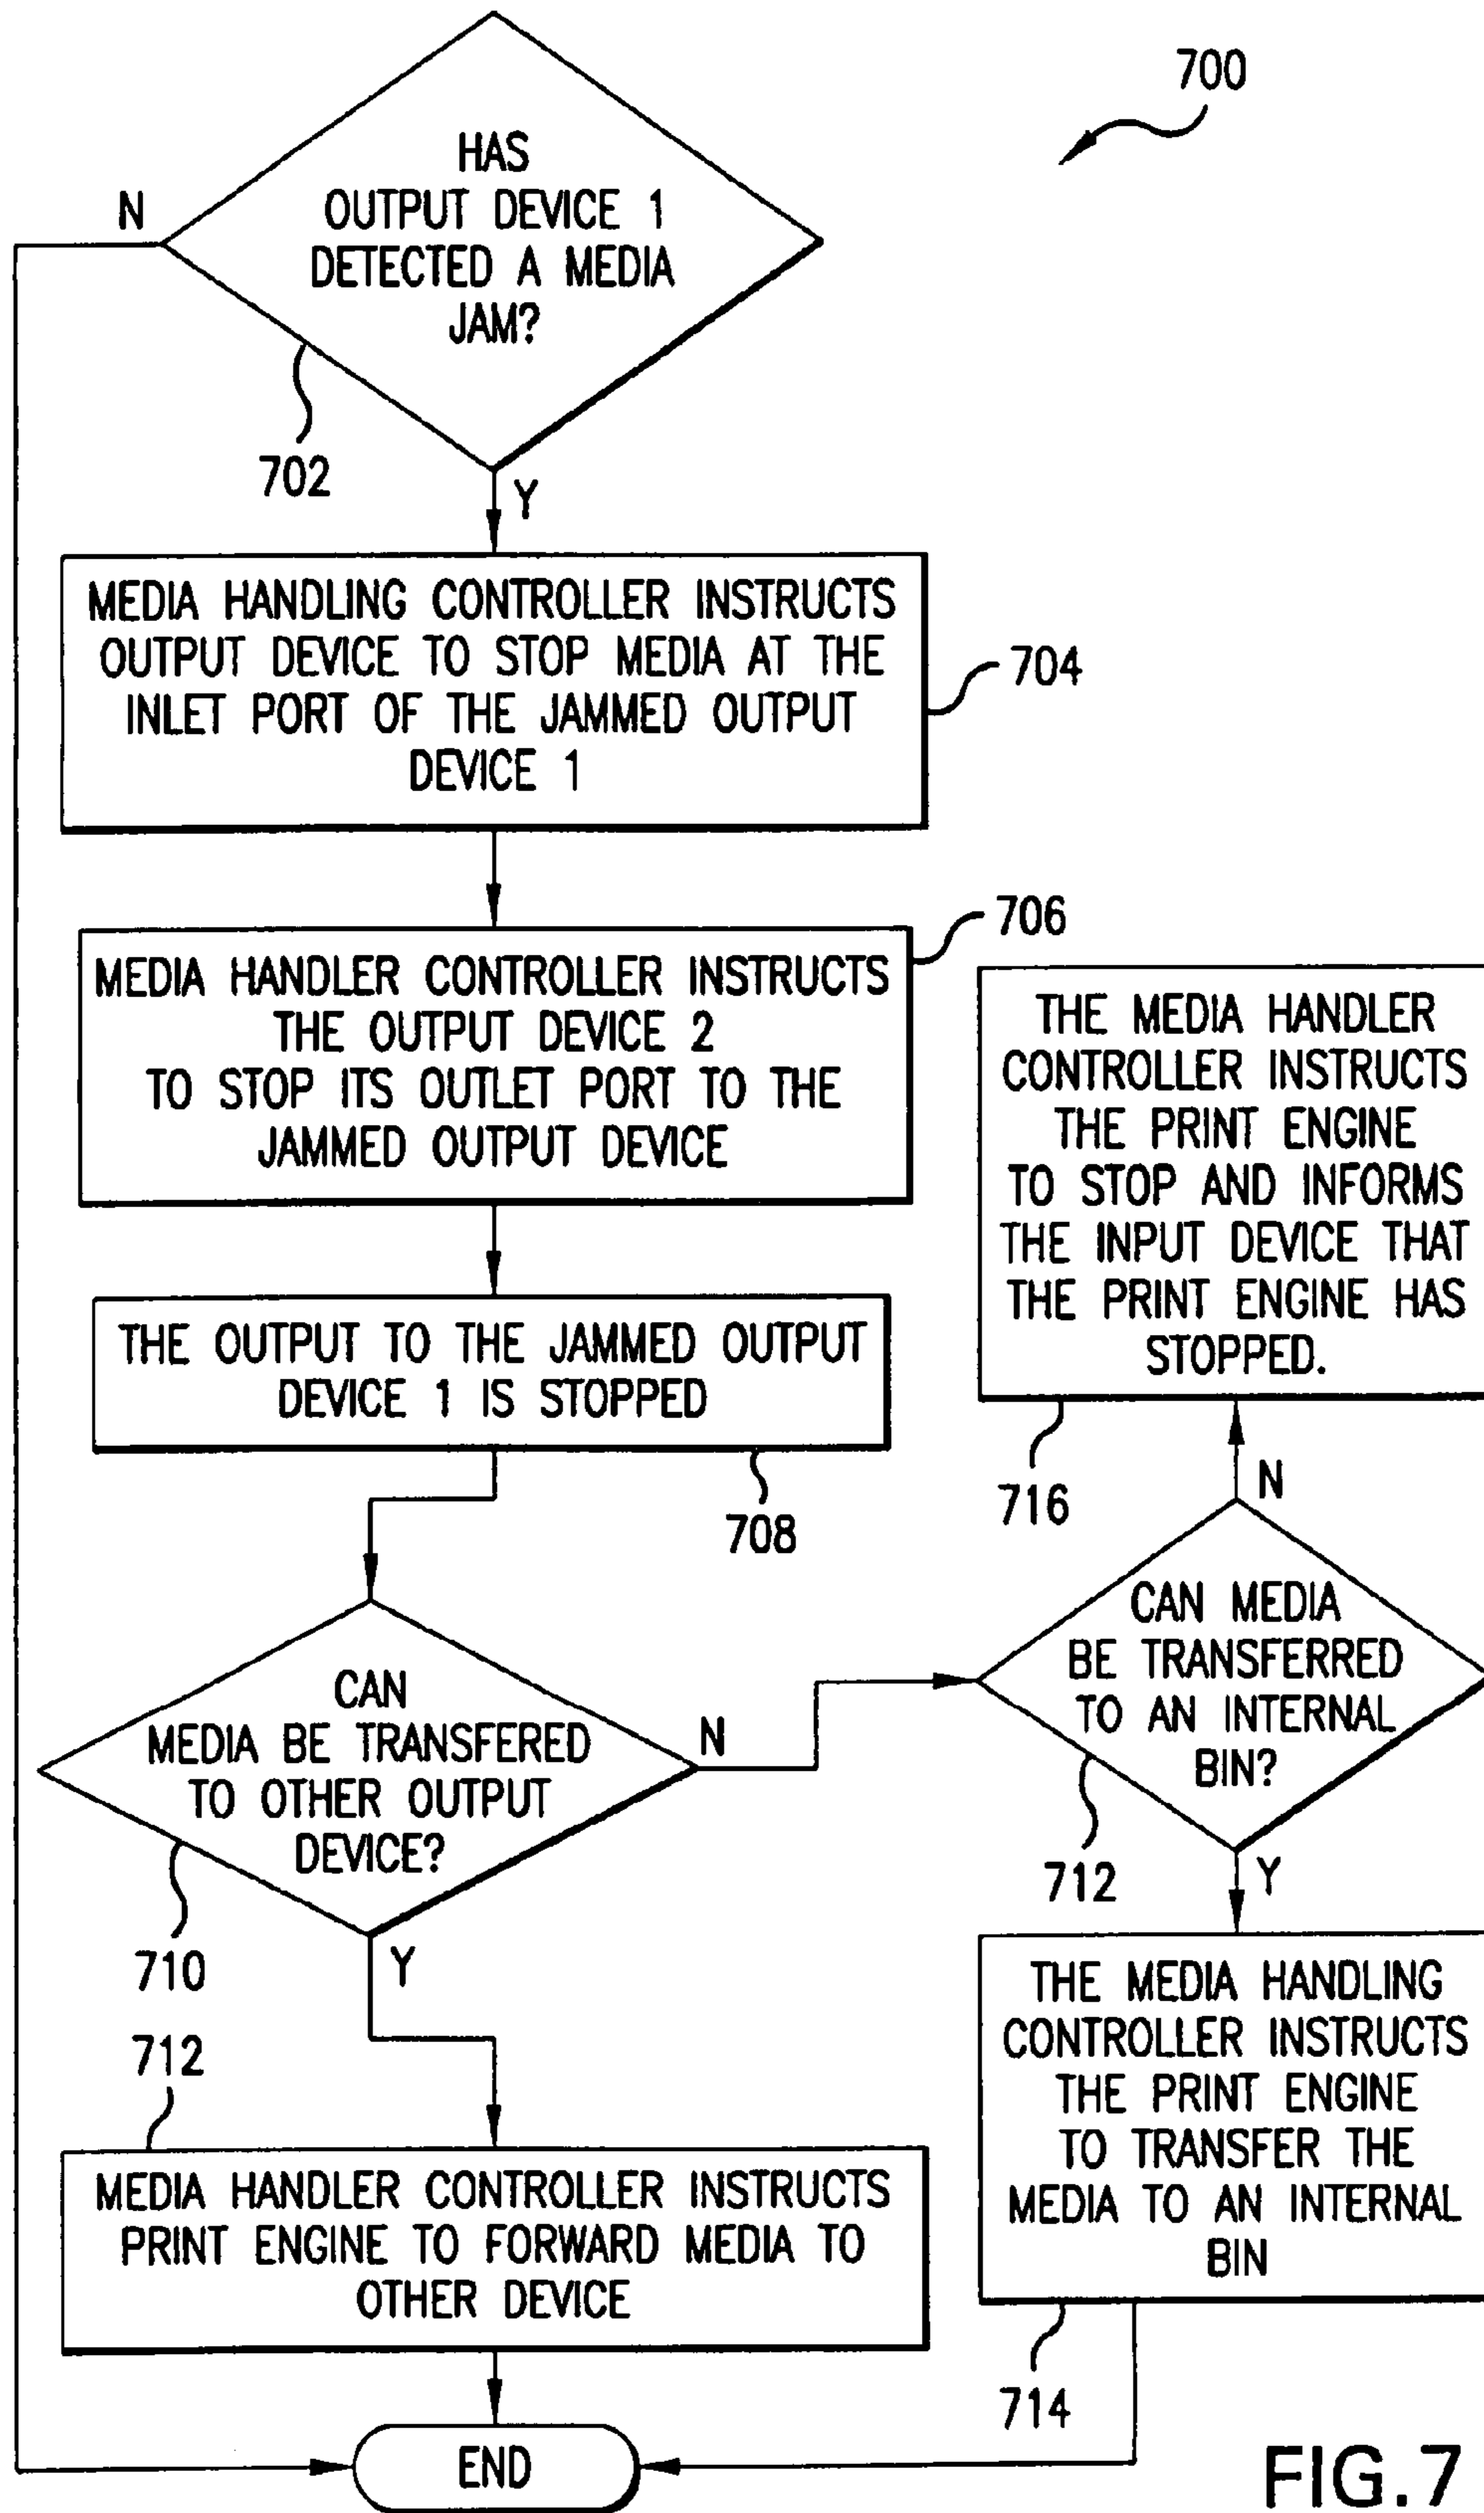 700
HAS
OUTPUT DEVICE 1
DETECTED A MEDIA
JAM?
N
702
Y
MEDIA HANDLING CONTROLLER INSTRUCTS
OUTPUT DEVICE TO STOP MEDIA AT THE
INLET PORT OF THE JAMMED OUTPUT
DEVICE 1
704
MEDIA HANDLER CONTROLLER INSTRUCTS
THE OUTPUT DEVICE 2
TO STOP ITS OUTLET PORT TO THE
JAMMED OUTPUT DEVICE
706
THE OUTPUT TO THE JAMMED OUTPUT
DEVICE 1 IS STOPPED
708
CAN
MEDIA BE TRANSFERED
TO OTHER OUTPUT
DEVICE?
N
710
Y
712
MEDIA HANDLER CONTROLLER INSTRUCTS
PRINT ENGINE TO FORWARD MEDIA TO
OTHER DEVICE
END
THE MEDIA HANDLER
CONTROLLER INSTRUCTS
THE PRINT ENGINE
TO STOP AND INFORMS
THE INPUT DEVICE THAT
THE PRINT ENGINE HAS
STOPPED.
716
N
CAN MEDIA
BE TRANSFERRED
TO AN INTERNAL
BIN?
712
Y
THE MEDIA HANDLING
CONTROLLER INSTRUCTS
THE PRINT ENGINE
TO TRANSFER THE
MEDIA TO AN INTERNAL
BIN
714
FIG.7